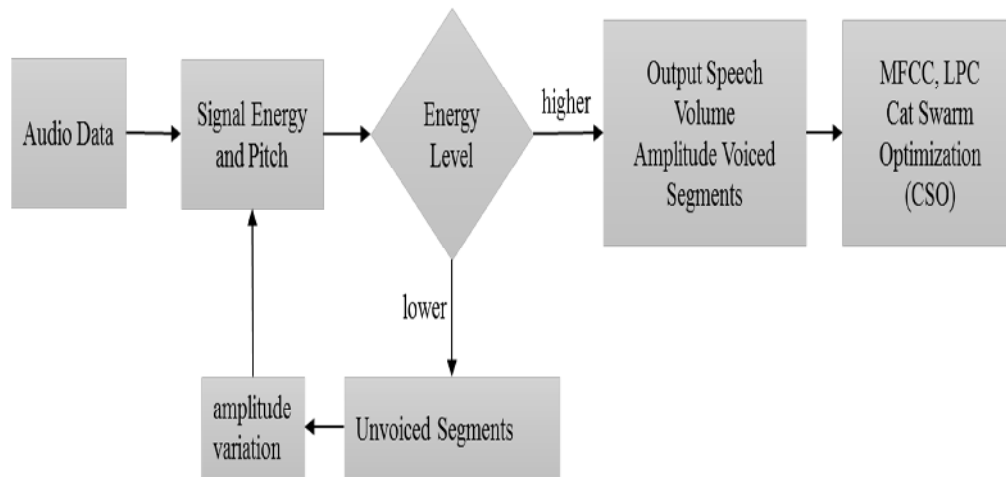 Audio Data
Signal Energy
and Pitch
Energy
Level
higher
Output Speech
Volume
Amplitude Voiced
Segments
MFCC, LPC
Cat Swarm
Optimization
(CSO)
lower
amplitude
variation
Unvoiced Segments